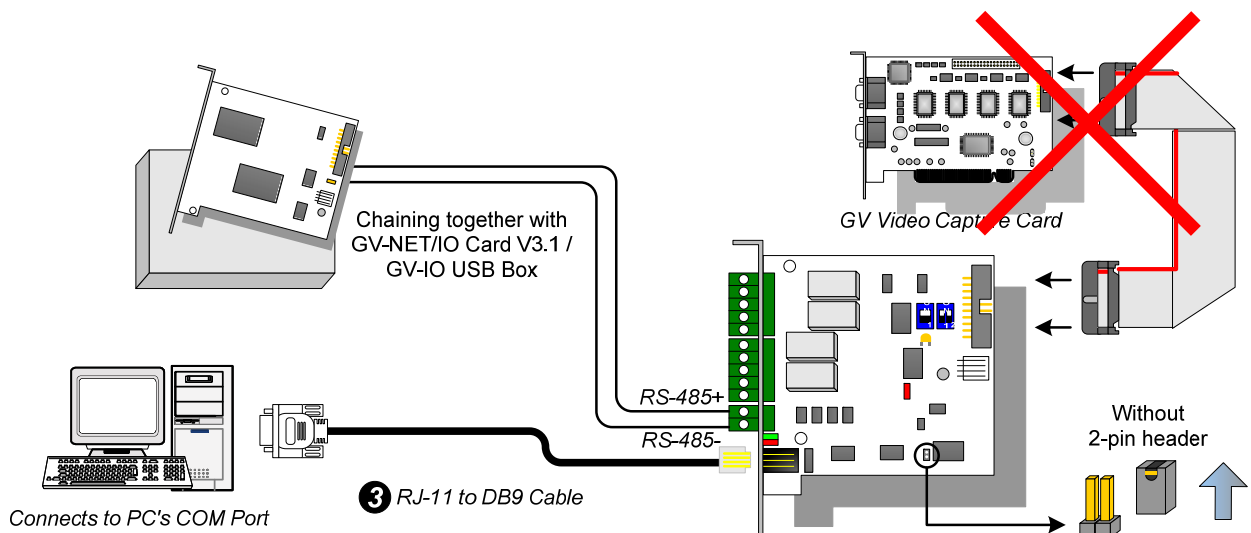 GV Video Capture Card
Chaining together with
GV-NET/IO Card V3.1 /
GV-IO USB Box
RS-485+
RS-485-
Without
2-pin header
3 RJ-11 to DB9 Cable
Connects to PC's COM Port